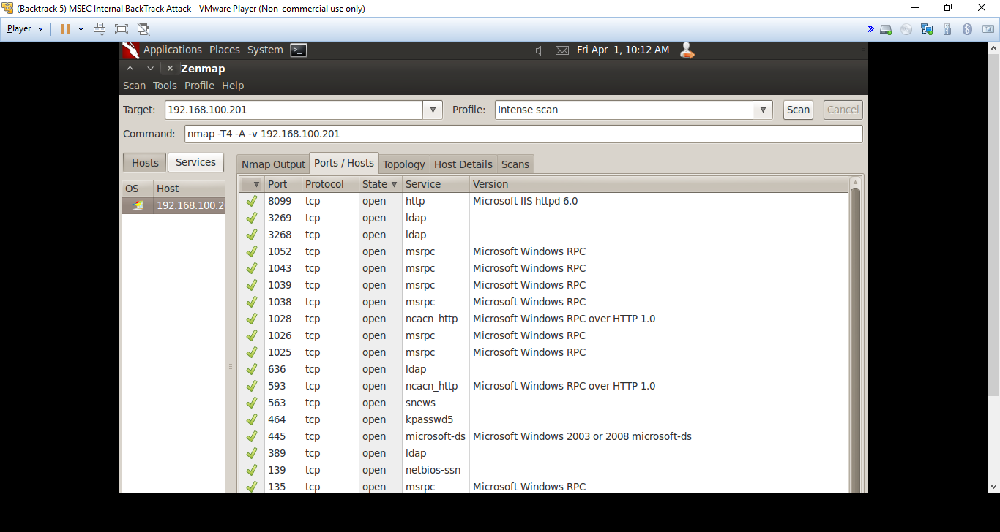 (Backtrack 5) MSEC Internal BackTrack Attack - VMware Player (Non-commercial use only)
Player
Applications Places System Fri Apr 1, 10:12 AM
Zenmap
Scan Tools Profile Help
Target: 192.168.100.201 Profile: Intense scan Scan Cancel
Command: nmap -T4 -A -v 192.168.100.201
Hosts Services Nmap Output Ports / Hosts Topology Host Details Scans
OS Host Port Protocol State Service Version
192.168.100.2
8099 tcp open http Microsoft IIS httpd 6.0
3269 tcp open ldap
3268 tcp open ldap
1052 tcp open msrpc Microsoft Windows RPC
1043 tcp open msrpc Microsoft Windows RPC
1039 tcp open msrpc Microsoft Windows RPC
1038 tcp open msrpc Microsoft Windows RPC
1028 tcp open ncacn_http Microsoft Windows RPC over HTTP 1.0
1026 tcp open msrpc Microsoft Windows RPC
1025 tcp open msrpc Microsoft Windows RPC
636 tcp open ldap
593 tcp open ncacn_http Microsoft Windows RPC over HTTP 1.0
563 tcp open snews
464 tcp open kpasswd5
445 tcp open microsoft-ds Microsoft Windows 2003 or 2008 microsoft-ds
389 tcp open ldap
139 tcp open netbios-ssn
135 tcp open msrpc Microsoft Windows RPC